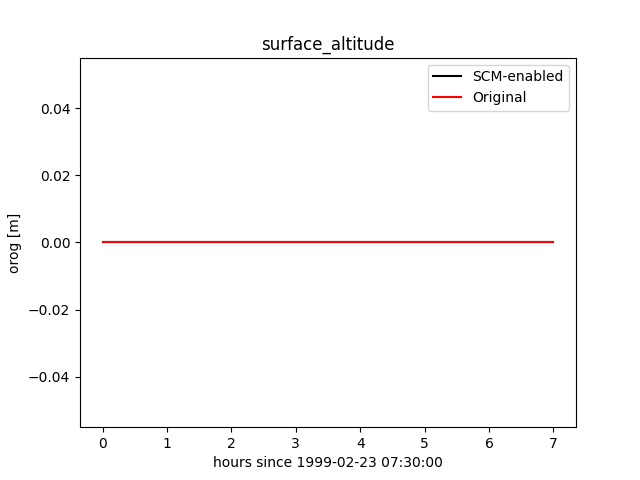 surface_altitude
SCM-enabled
Original
0.04
0.02
0.00
−0.02
−0.04
orog [m]
0 1 2 3 4 5 6 7
hours since 1999-02-23 07:30:00